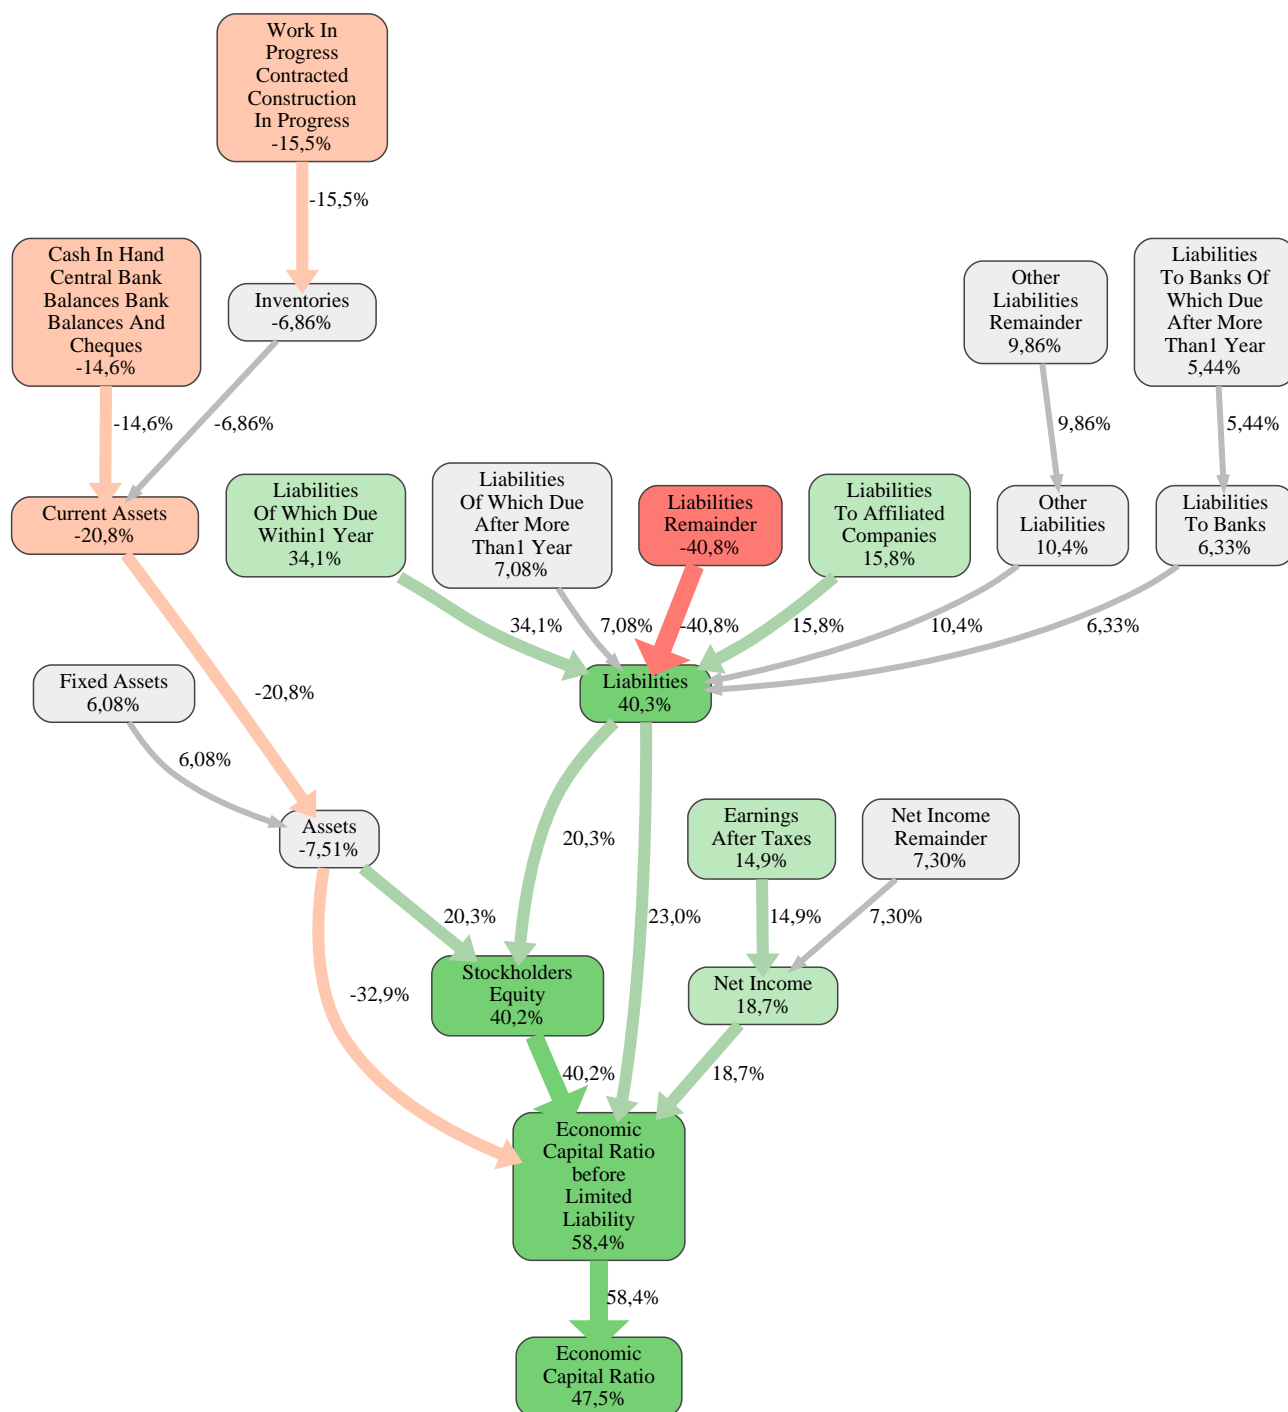 Work In
Progress
Contracted
Construction
In Progress
-15,5%
-15,5%
Cash In Hand
Central Bank
Balances Bank
Balances And
Cheques
-14,6%
Inventories
-6,86%
Other
Liabilities
Remainder
9,86%
Liabilities
To Banks Of
Which Due
After More
Than1 Year
5,44%
-14,6%
-6,86%
9,86%
5,44%
Current Assets
-20,8%
Liabilities
Of Which Due
Within1 Year
34,1%
Liabilities
Of Which Due
After More
Than1 Year
7,08%
Liabilities
Remainder
-40,8%
Liabilities
To Affiliated
Companies
15,8%
Other
Liabilities
10,4%
Liabilities
To Banks
6,33%
34,1%
7,08%
-40,8%
15,8%
10,4%
6,33%
Fixed Assets
6,08%
-20,8%
Liabilities
40,3%
6,08%
Assets
-7,51%
20,3%
Earnings
After Taxes
14,9%
Net Income
Remainder
7,30%
20,3%
23,0%
14,9%
7,30%
Stockholders
Equity
40,2%
Net Income
18,7%
-32,9%
40,2%
18,7%
Economic
Capital Ratio
before
Limited
Liability
58,4%
58,4%
Economic
Capital Ratio
47,5%